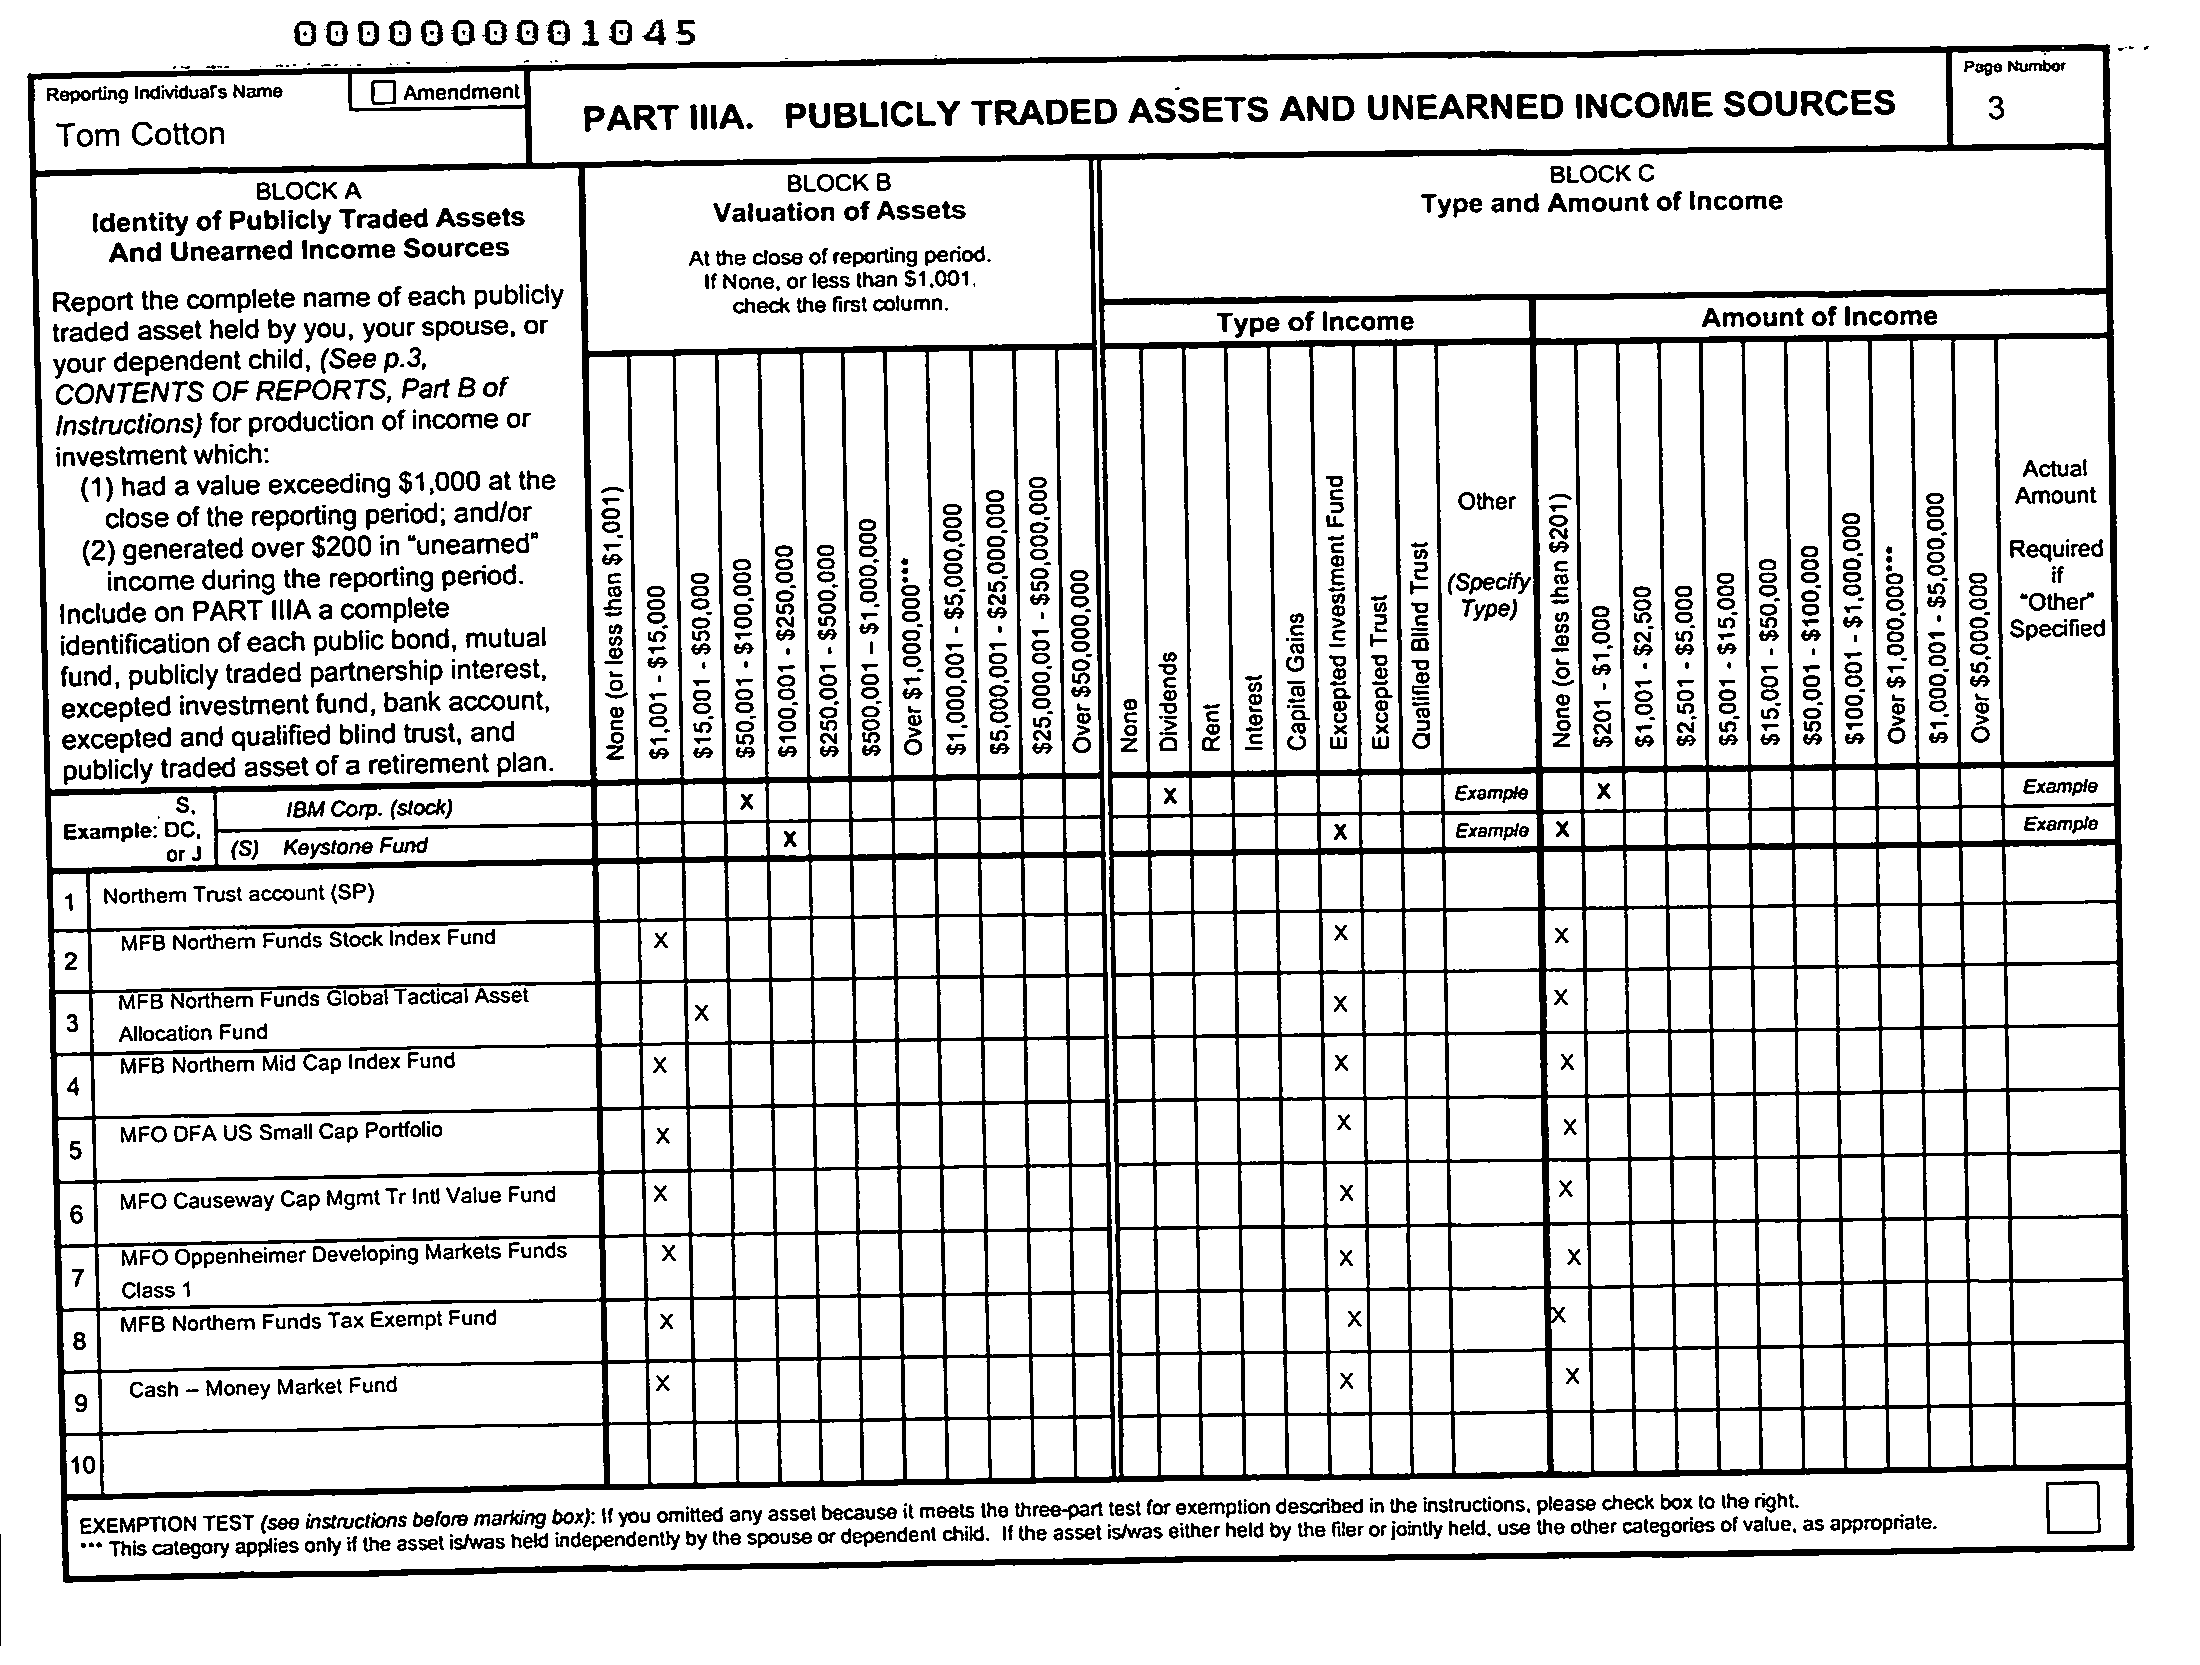 0000000001045
Reporting Individual's Name
Amendment
Tom Cotton
PART IIIA. PUBLICLY TRADED ASSETS AND UNEARNED INCOME SOURCES
Page Number
3
BLOCK A
Identity of Publicly Traded Assets
And Unearned Income Sources
Report the complete name of each publicly
traded asset held by you, your spouse, or
your dependent child, (See p.3,
CONTENTS OF REPORTS, Part B of
Instructions) for production of income or
investment which:
(1) had a value exceeding $1,000 at the
close of the reporting period; and/or
(2) generated over $200 in "unearned"
income during the reporting period.
Include on PART IIIA a complete
identification of each public bond, mutual
fund, publicly traded partnership interest,
excepted investment fund, bank account,
excepted and qualified blind trust, and
publicly traded asset of a retirement plan.
BLOCK B
Valuation of Assets
At the close of reporting period.
If None, or less than $1,001,
check the first column.
None (or less than $1,001)
$1,001 - $15,000
$15,001 - $50,000
$50,001 - $100,000
$100,001 - $250,000
$250,001 - $500,000
$500,001 – $1,000,000
Over $1,000,000***
$1,000,001 - $5,000,000
$5,000,001 - $25,000,000
$25,000,001 - $50,000,000
Over $50,000,000
BLOCK C
Type and Amount of Income
Type of Income
None
Dividends
Rent
Interest
Capital Gains
Excepted Investment Fund
Excepted Trust
Qualified Blind Trust
Other
(Specify
Type)
Amount of Income
None (or less than $201)
$201 - $1,000
$1,001 - $2,500
$2,501 - $5,000
$5,001 - $15,000
$15,001 - $50,000
$50,001 - $100,000
$100,001 - $1,000,000
Over $1,000,000***
$1,000,001 - $5,000,000
Over $5,000,000
Actual
Amount
Required
if
"Other"
Specified
Example: S, DC, or J
IBM Corp. (stock) X X Example X Example
(S) Keystone Fund X X Example X Example
1 Northern Trust account (SP)
2 MFB Northern Funds Stock Index Fund X X X
3 MFB Northern Funds Global Tactical Asset
Allocation Fund X X X
4 MFB Northern Mid Cap Index Fund X X X
5 MFO DFA US Small Cap Portfolio X X X
6 MFO Causeway Cap Mgmt Tr Intl Value Fund X X X
7 MFO Oppenheimer Developing Markets Funds
Class 1 X X X
8 MFB Northern Funds Tax Exempt Fund X X X
9 Cash – Money Market Fund X X X
10
EXEMPTION TEST (see instructions before marking box): If you omitted any asset because it meets the three-part test for exemption described in the instructions, please check box to the right.
*** This category applies only if the asset is/was held independently by the spouse or dependent child. If the asset is/was either held by the filer or jointly held, use the other categories of value, as appropriate.